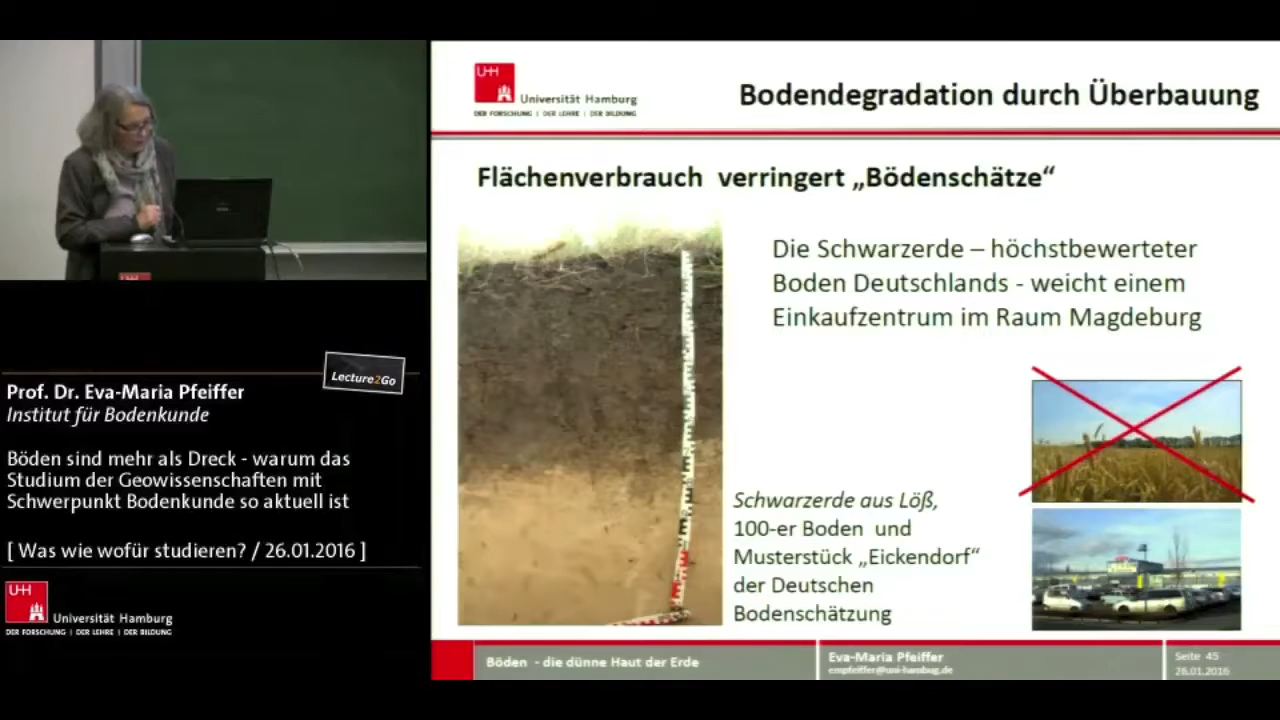 UHH
Universität Hamburg
DER FORSCHUNG | DER LEHRE | DER BILDUNG
Bodendegradation durch Überbauung
Flächenverbrauch verringert „Bödenschätze“
Die Schwarzerde – höchstbewerteter
Boden Deutschlands - weicht einem
Einkaufzentrum im Raum Magdeburg
Schwarzerde aus Löß,
100-er Boden und
Musterstück „Eickendorf“
der Deutschen
Bodenschätzung
Böden - die dünne Haut der Erde
Eva-Maria Pfeiffer
empfeiffer@uni-hambug.de
Seite 45
26.01.2016
Lecture2Go
Prof. Dr. Eva-Maria Pfeiffer
Institut für Bodenkunde
Böden sind mehr als Dreck - warum das
Studium der Geowissenschaften mit
Schwerpunkt Bodenkunde so aktuell ist
[ Was wie wofür studieren? / 26.01.2016 ]
UHH
Universität Hamburg
DER FORSCHUNG | DER LEHRE | DER BILDUNG